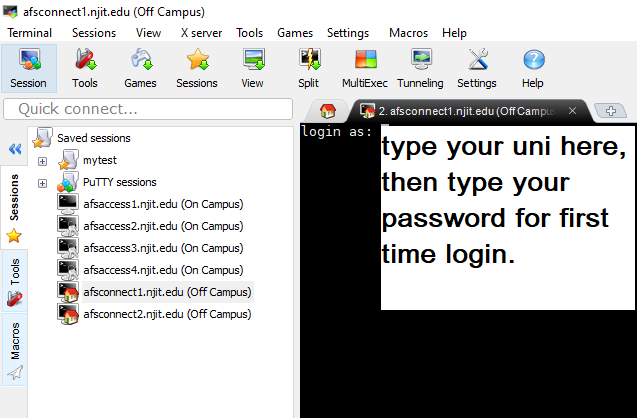 afsconnect1.njit.edu (Off Campus)
Terminal Sessions View X server Tools Games Settings Macros Help
Session Tools Games Sessions View Split MultiExec Tunneling Settings Help
Quick connect...
2. afsconnect1.njit.edu (Off Campus
login as:
type your uni here,
then type your
password for first
time login.
Sessions
Tools
Macros
Saved sessions
mytest
PuTTY sessions
afsaccess1.njit.edu (On Campus)
afsaccess2.njit.edu (On Campus)
afsaccess3.njit.edu (On Campus)
afsaccess4.njit.edu (On Campus)
afsconnect1.njit.edu (Off Campus)
afsconnect2.njit.edu (Off Campus)